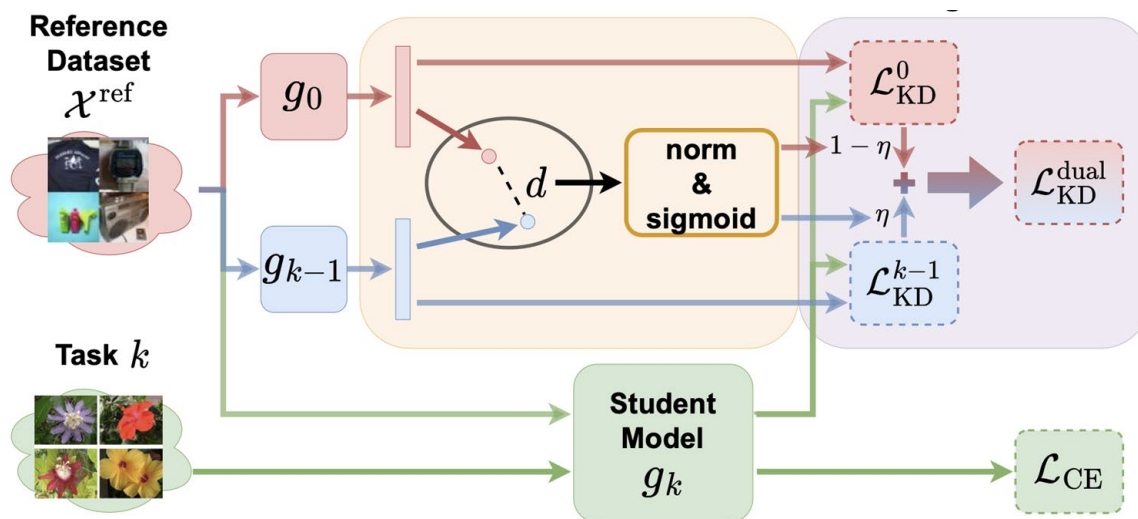 Reference
Dataset
𝒳^ref
g_0
d
norm
&
sigmoid
1 − η
η
ℒ^0_KD
+
ℒ^dual_KD
g_{k−1}
ℒ^{k−1}_KD
Task k
Student
Model
g_k
ℒ_CE